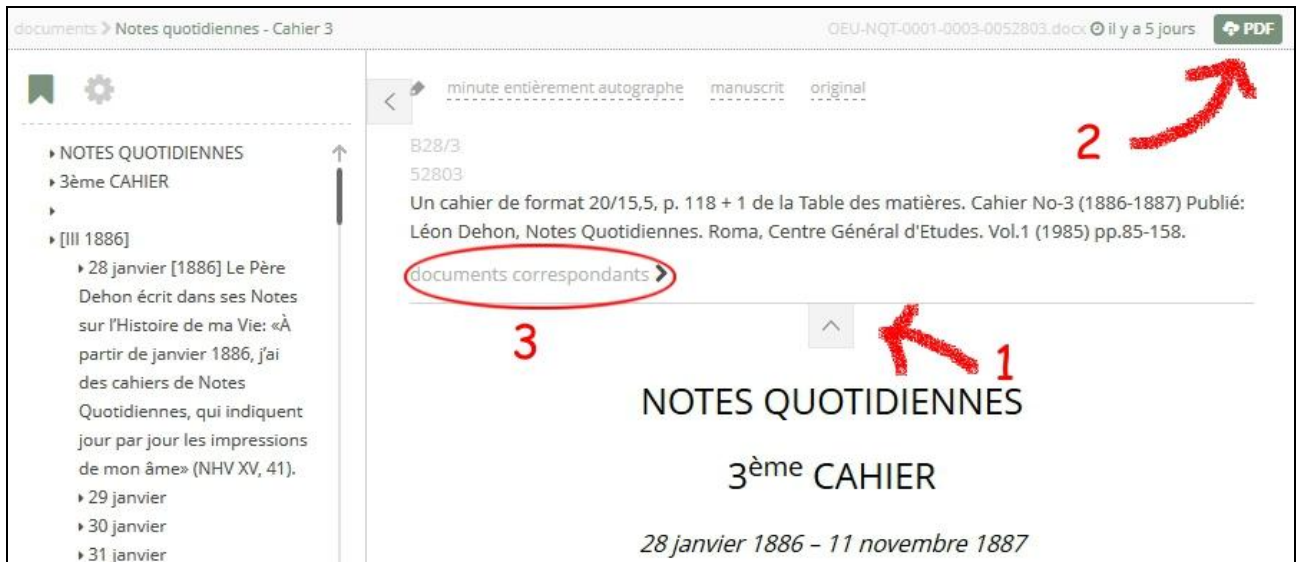 documents > Notes quotidiennes - Cahier 3
OEU-NQT-0001-0003-0052803.docx il y a 5 jours PDF
NOTES QUOTIDIENNES
3ème CAHIER
[III 1886]
28 janvier [1886] Le Père
Dehon écrit dans ses Notes
sur l'Histoire de ma Vie: «À
partir de janvier 1886, j'ai
des cahiers de Notes
Quotidiennes, qui indiquent
jour par jour les impressions
de mon âme» (NHV XV, 41).
29 janvier
30 janvier
31 janvier
minute entièrement autographe manuscrit original
2
B28/3
52803
Un cahier de format 20/15,5, p. 118 + 1 de la Table des matières. Cahier No-3 (1886-1887) Publié:
Léon Dehon, Notes Quotidiennes. Roma, Centre Général d'Etudes. Vol.1 (1985) pp.85-158.
documents correspondants >
3
1
NOTES QUOTIDIENNES
3ème CAHIER
28 janvier 1886 – 11 novembre 1887